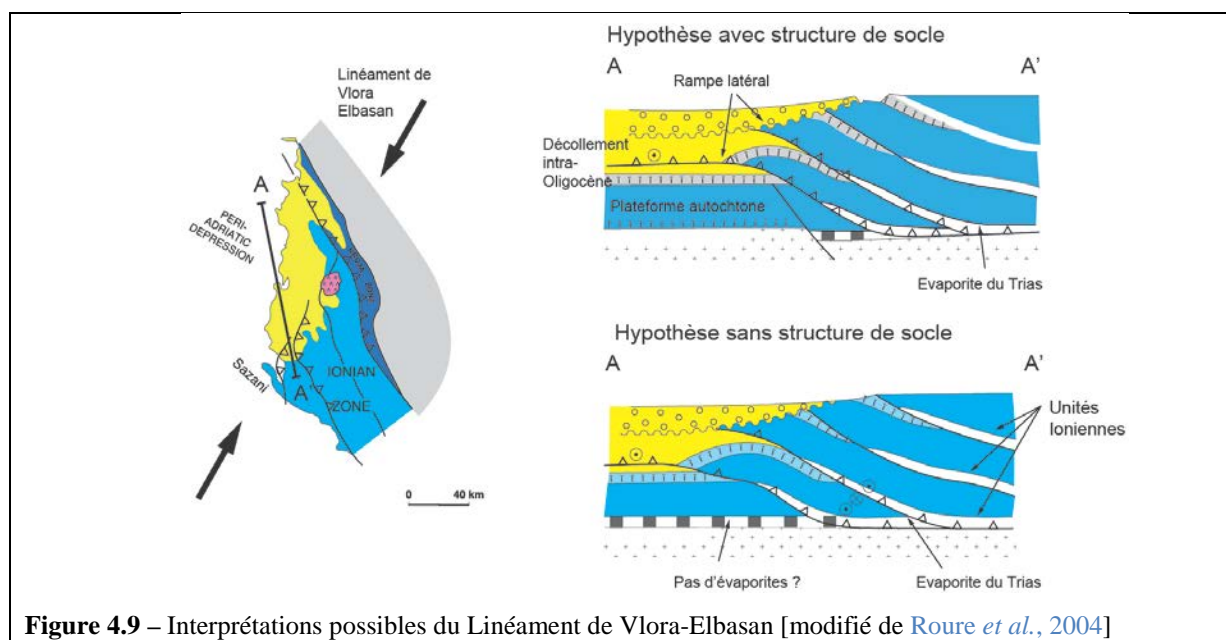 Linéament de
Vlora
Elbasan
A
PERI-
ADRIATIC
DEPRESSION
Sazani
A'
IONIAN
ZONE
0 40 km
Hypothèse avec structure de socle
A A'
Rampe latéral
Décollement
intra-
Oligocène
Plateforme autochtone
Evaporite du Trias
Hypothèse sans structure de socle
A A'
Unités
Ioniennes
Pas d'évaporites ?
Evaporite du Trias
Figure 4.9 – Interprétations possibles du Linéament de Vlora-Elbasan [modifié de Roure et al., 2004]